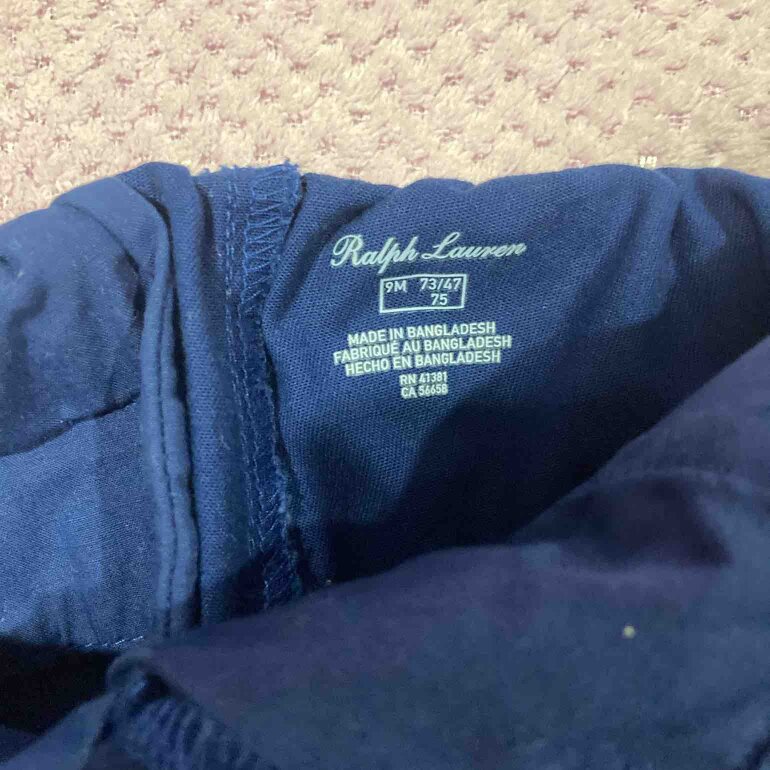 Ralph Lauren
9M 73/47
75
MADE IN BANGLADESH
FABRIQUÉ AU BANGLADESH
HECHO EN BANGLADESH
RN 41381
CA 56658